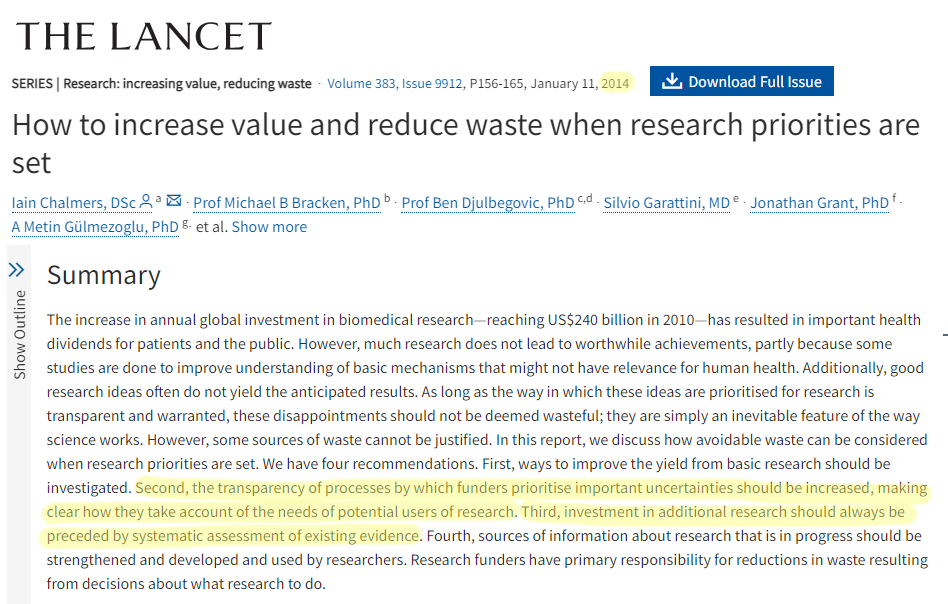 THE LANCET
SERIES | Research: increasing value, reducing waste · Volume 383, Issue 9912, P156-165, January 11, 2014
Download Full Issue
How to increase value and reduce waste when research priorities are
set
Iain Chalmers, DSc a · Prof Michael B Bracken, PhD b · Prof Ben Djulbegovic, PhD c,d · Silvio Garattini, MD e · Jonathan Grant, PhD f ·
A Metin Gülmezoglu, PhD g · et al. Show more
Show Outline
Summary
The increase in annual global investment in biomedical research—reaching US$240 billion in 2010—has resulted in important health
dividends for patients and the public. However, much research does not lead to worthwhile achievements, partly because some
studies are done to improve understanding of basic mechanisms that might not have relevance for human health. Additionally, good
research ideas often do not yield the anticipated results. As long as the way in which these ideas are prioritised for research is
transparent and warranted, these disappointments should not be deemed wasteful; they are simply an inevitable feature of the way
science works. However, some sources of waste cannot be justified. In this report, we discuss how avoidable waste can be considered
when research priorities are set. We have four recommendations. First, ways to improve the yield from basic research should be
investigated. Second, the transparency of processes by which funders prioritise important uncertainties should be increased, making
clear how they take account of the needs of potential users of research. Third, investment in additional research should always be
preceded by systematic assessment of existing evidence. Fourth, sources of information about research that is in progress should be
strengthened and developed and used by researchers. Research funders have primary responsibility for reductions in waste resulting
from decisions about what research to do.